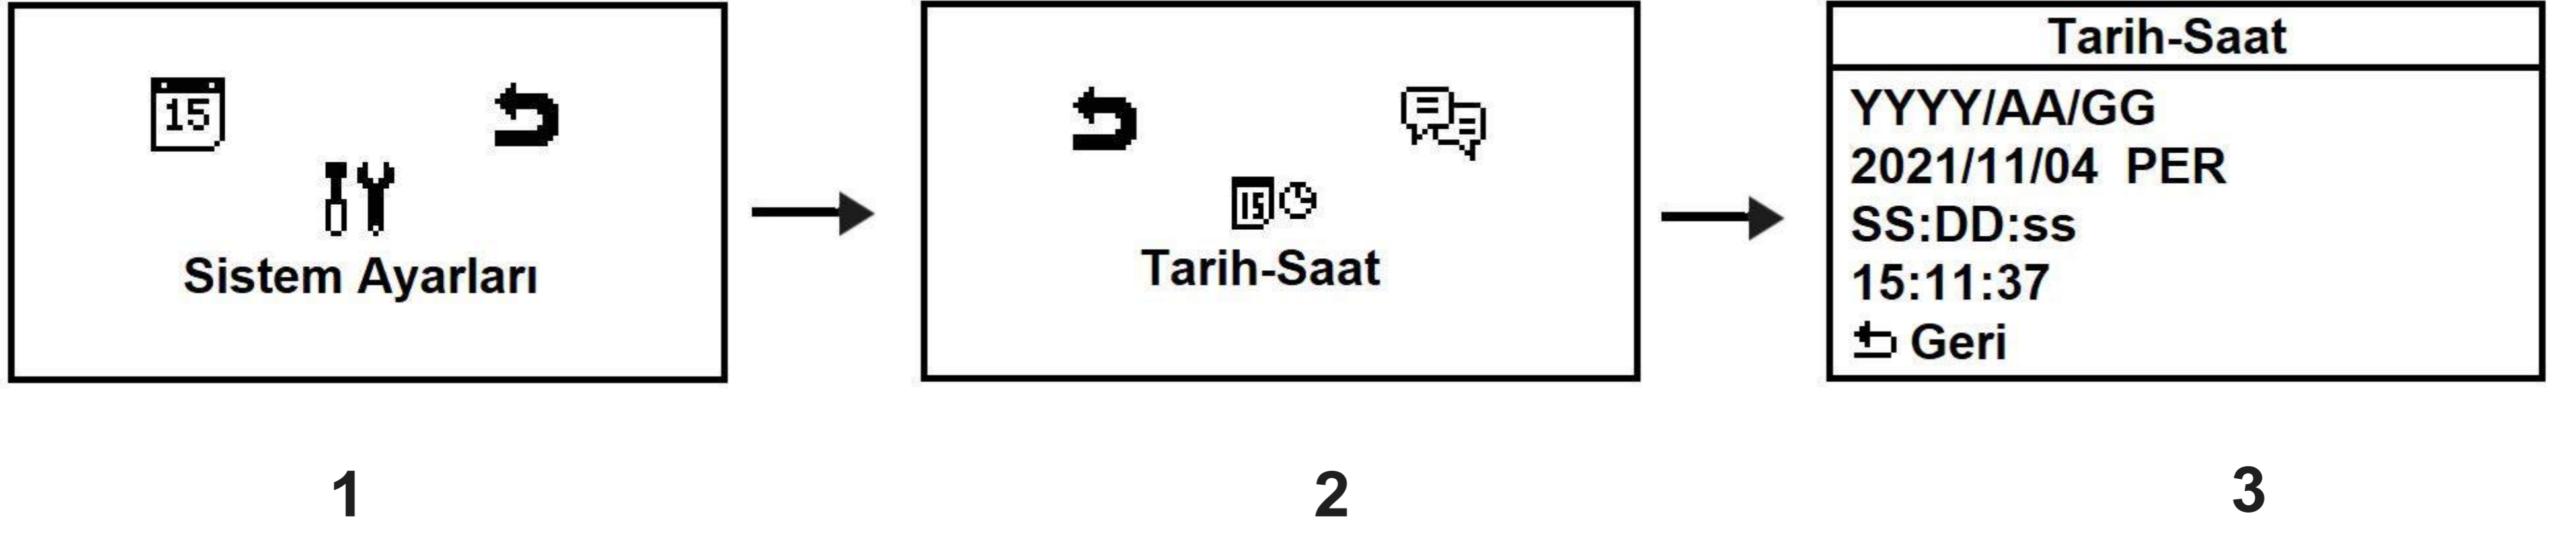 15
Sistem Ayarları
15
Tarih-Saat
Tarih-Saat
YYYY/AA/GG
2021/11/04 PER
SS:DD:ss
15:11:37
Geri
1
2
3